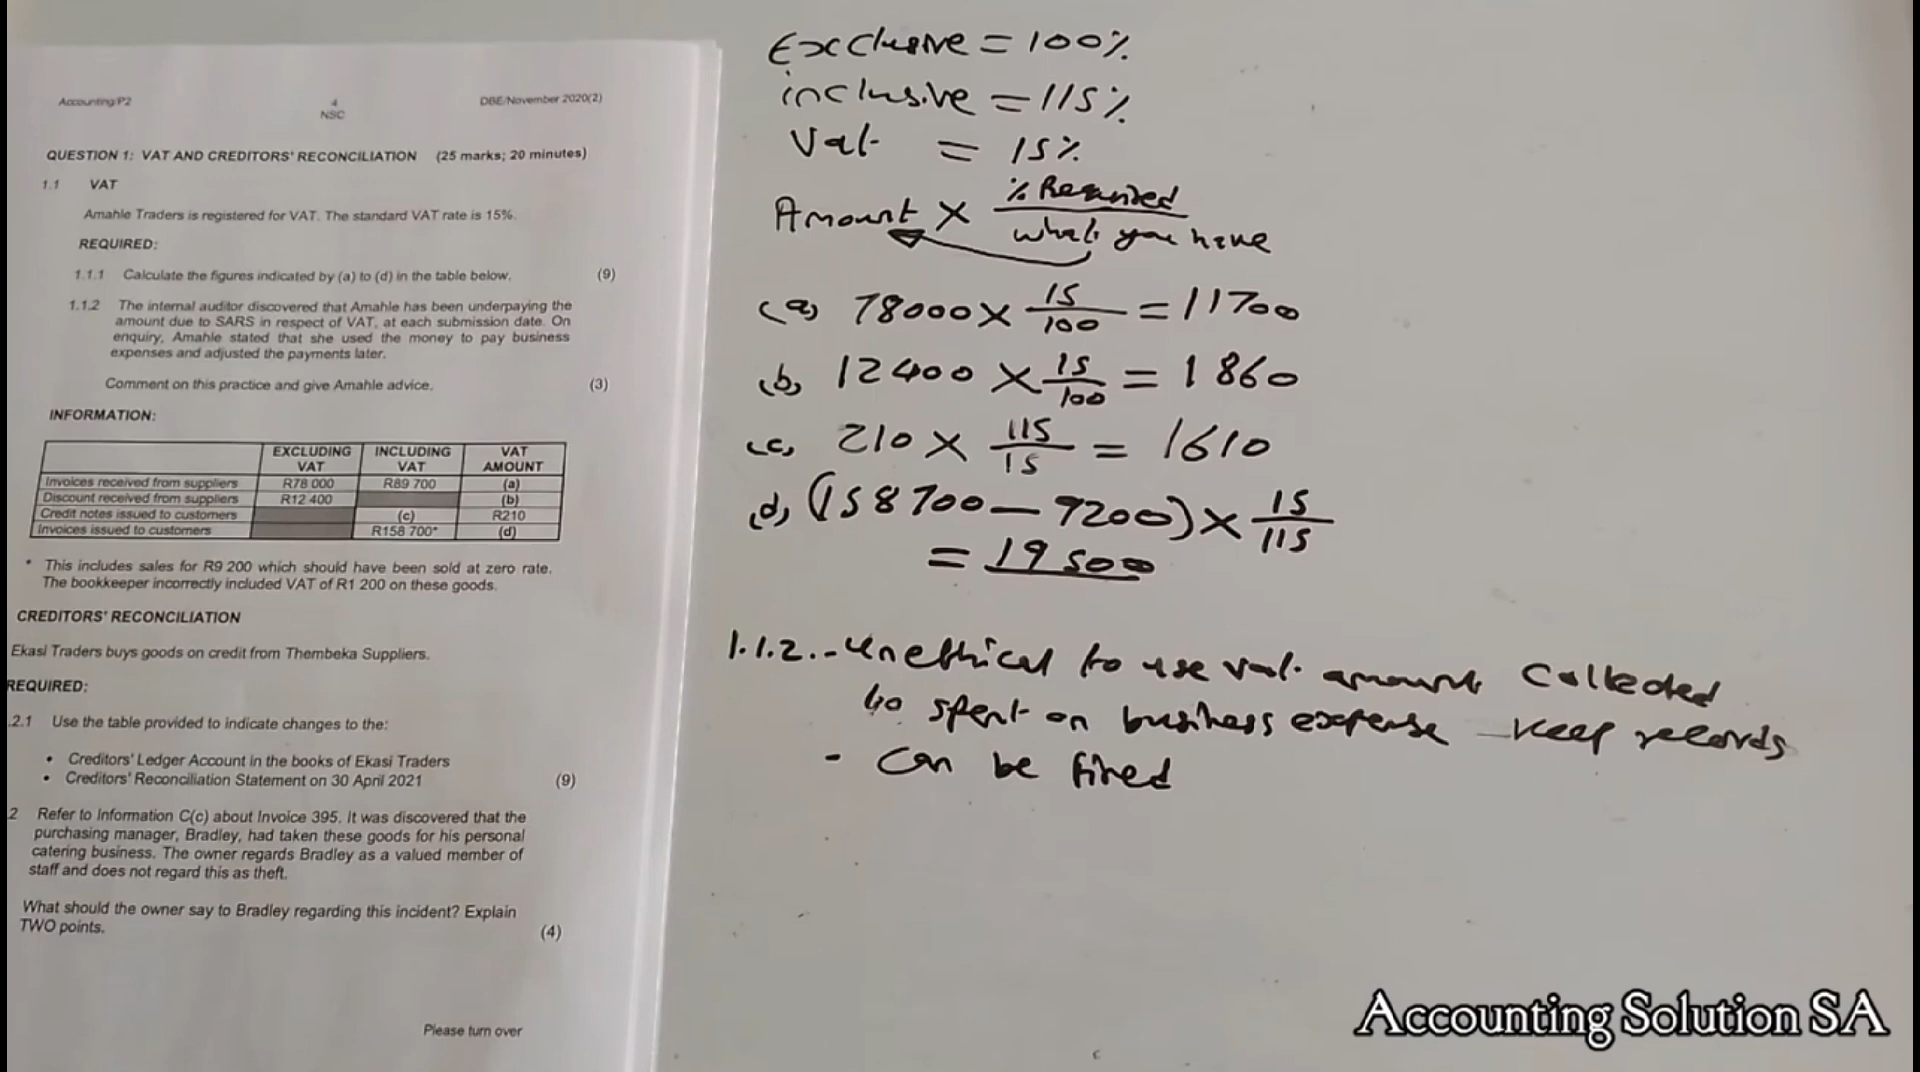 Accounting/P2
4
NSC
DBE/November 2020(2)
QUESTION 1: VAT AND CREDITORS' RECONCILIATION (25 marks; 20 minutes)
1.1 VAT
Amahle Traders is registered for VAT. The standard VAT rate is 15%.
REQUIRED:
1.1.1 Calculate the figures indicated by (a) to (d) in the table below. (9)
1.1.2 The internal auditor discovered that Amahle has been underpaying the
amount due to SARS in respect of VAT, at each submission date. On
enquiry, Amahle stated that she used the money to pay business
expenses and adjusted the payments later.
Comment on this practice and give Amahle advice. (3)
INFORMATION:
EXCLUDING VAT INCLUDING VAT VAT AMOUNT
Invoices received from suppliers R78 000 R89 700 (a)
Discount received from suppliers R12 400 (b)
Credit notes issued to customers (c) R210
Invoices issued to customers R158 700* (d)
* This includes sales for R9 200 which should have been sold at zero rate.
The bookkeeper incorrectly included VAT of R1 200 on these goods.
CREDITORS' RECONCILIATION
Ekasi Traders buys goods on credit from Thembeka Suppliers.
REQUIRED:
.2.1 Use the table provided to indicate changes to the:
• Creditors' Ledger Account in the books of Ekasi Traders
• Creditors' Reconciliation Statement on 30 April 2021 (9)
.2 Refer to Information C(c) about Invoice 395. It was discovered that the
purchasing manager, Bradley, had taken these goods for his personal
catering business. The owner regards Bradley as a valued member of
staff and does not regard this as theft.
What should the owner say to Bradley regarding this incident? Explain
TWO points. (4)
Please turn over
Exclusive = 100%
inclusive = 115%
Vat = 15%
Amount × % Required
what you have
(a) 78000 × 15/100 = 11700
(b) 12400 × 15/100 = 1860
(c) 210 × 115/15 = 1610
(d) (158700 - 9200) × 15/115
= 19500
1.1.2. - unethical to use vat amount collected
to spent on business expense - keep records
- can be fined
Accounting Solution SA